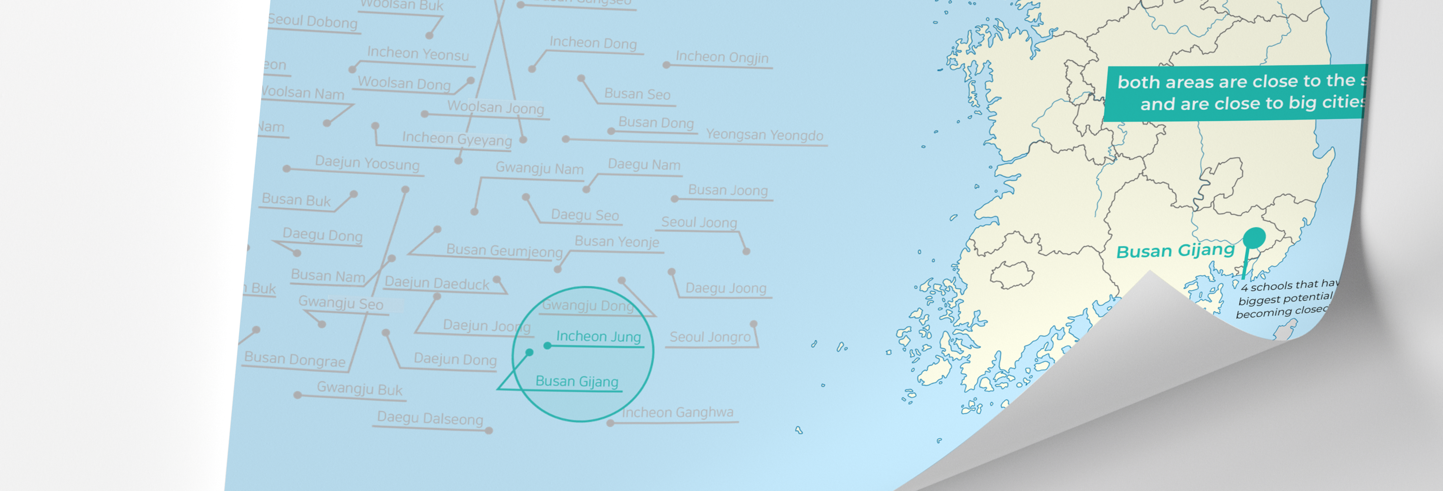 Woolsan Buk
Seoul Dobong
Incheon Yeonsu
Incheon Dong
Incheon Ongjin
Woolsan Dong
Busan Seo
Woolsan Nam
Woolsan Joong
Busan Dong
Yeongsan Yeongdo
Nam
Incheon Gyeyang
Daejun Yoosung
Gwangju Nam
Daegu Nam
Busan Joong
Busan Buk
Daegu Seo
Seoul Joong
Daegu Dong
Busan Geumjeong
Busan Yeonje
Busan Nam
Daejun Daeduck
Daegu Joong
Buk
Gwangju Seo
Gwangju Dong
Daejun Joong
Incheon Jung
Seoul Jongro
Busan Dongrae
Daejun Dong
Busan Gijang
Gwangju Buk
Daegu Dalseong
Incheon Ganghwa
both areas are close to the s
and are close to big cities
Busan Gijang
4 schools that hav
biggest potential
becoming closed